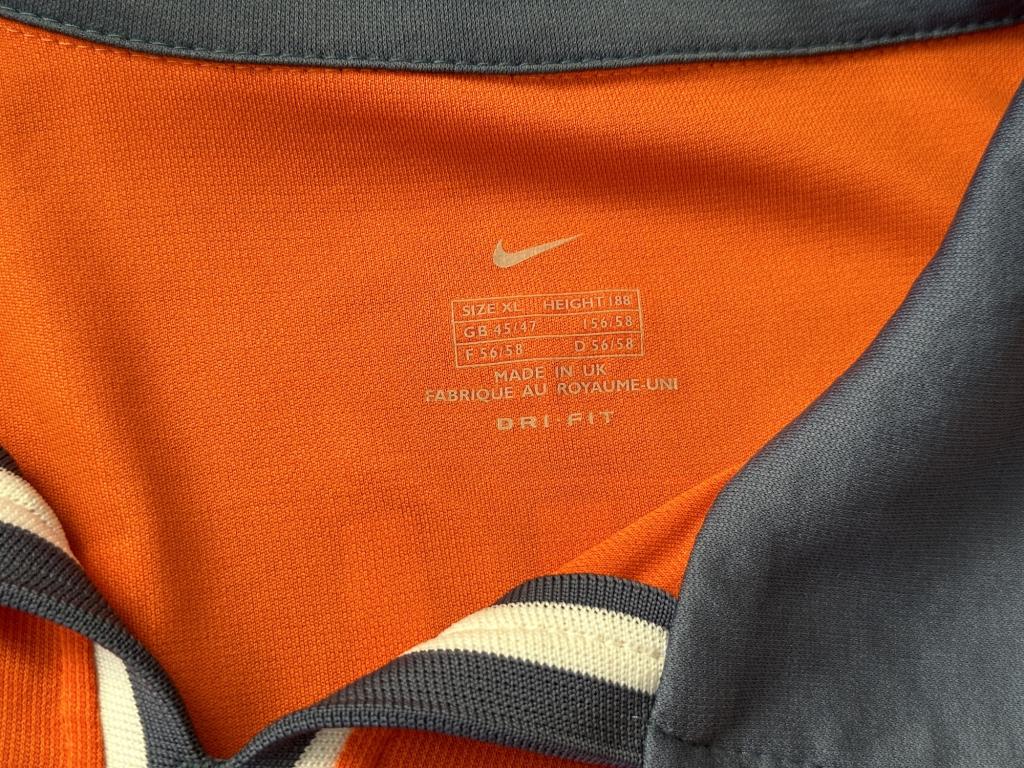 SIZE XL HEIGHT 188
GB 45/47 I 56/58
F 56/58 D 56/58
MADE IN UK
FABRIQUE AU ROYAUME-UNI
DRI-FIT